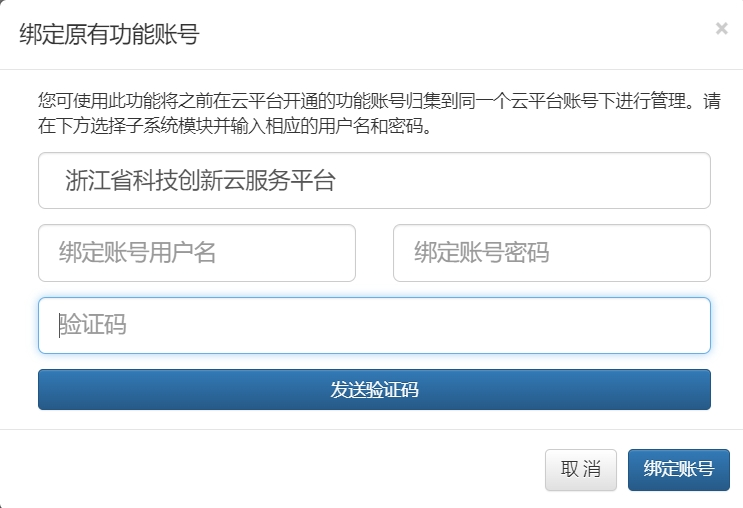 绑定原有功能账号
×
您可使用此功能将之前在云平台开通的功能账号归集到同一个云平台账号下进行管理。请
在下方选择子系统模块并输入相应的用户名和密码。
浙江省科技创新云服务平台
绑定账号用户名 绑定账号密码
验证码
发送验证码
取 消 绑定账号